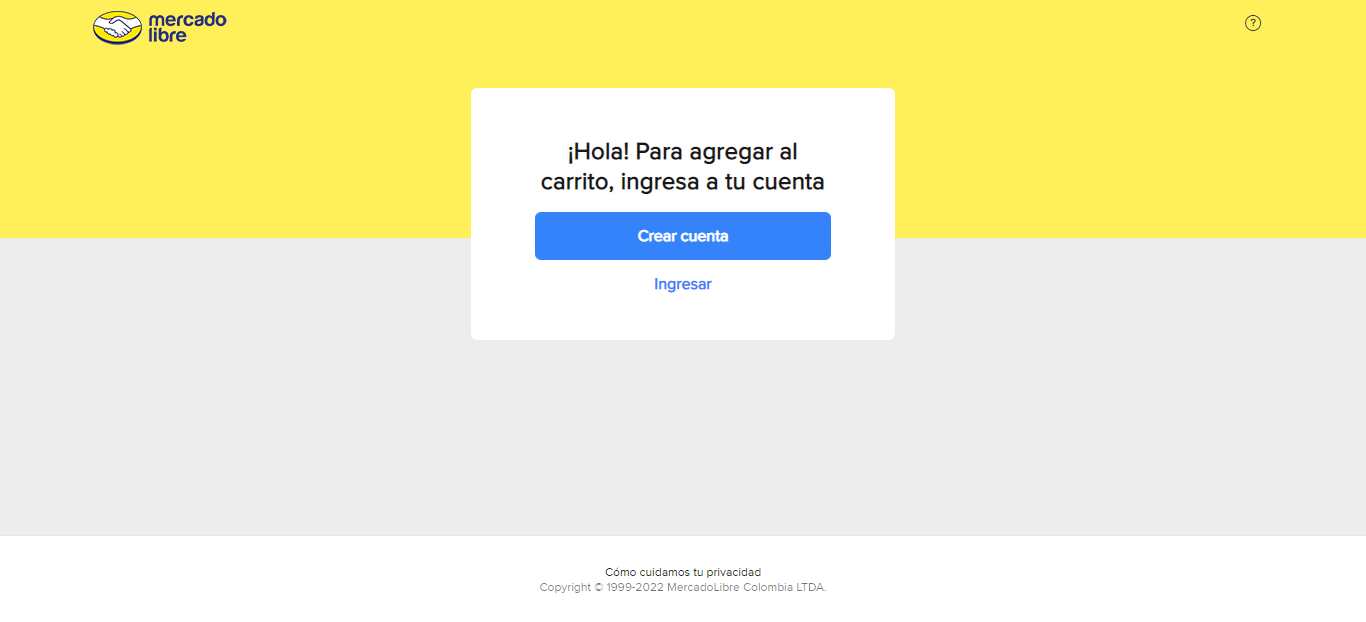 mercado
libre
?
¡Hola! Para agregar al
carrito, ingresa a tu cuenta
Crear cuenta
Ingresar
Cómo cuidamos tu privacidad
Copyright © 1999-2022 MercadoLibre Colombia LTDA.